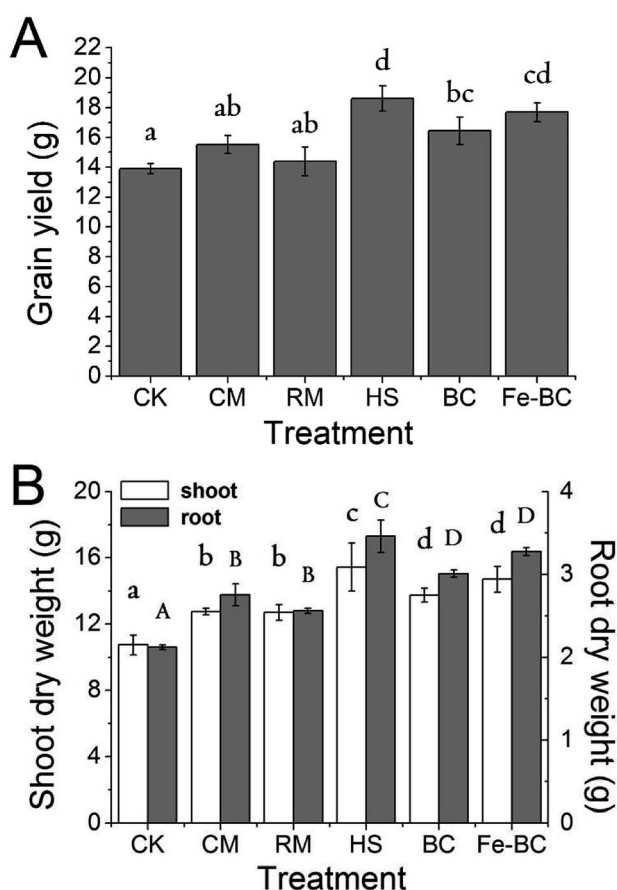 A
Grain yield (g)
22
20
18
16
14
12
10
8
6
4
2
0
a
ab
ab
d
bc
cd
CK CM RM HS BC Fe-BC
Treatment
B
shoot
root
Shoot dry weight (g)
20
16
12
8
4
0
a A
b B
b B
c C
d D
d D
4
3
2
1
0
Root dry weight (g)
CK CM RM HS BC Fe-BC
Treatment